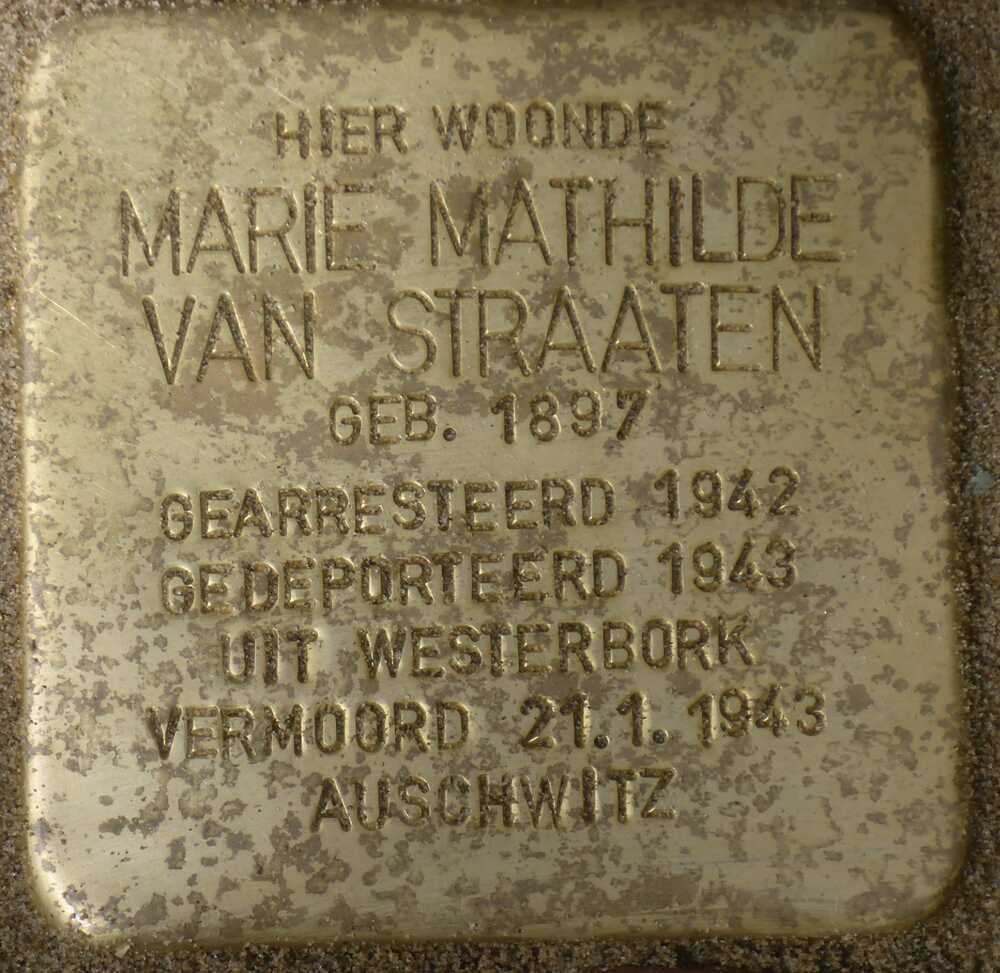 HIER WOONDE
MARIE MATHILDE
VAN STRAATEN
GEB. 1897
GEARRESTEERD 1942
GEDEPORTEERD 1943
UIT WESTERBORK
VERMOORD 21.1.1943
AUSCHWITZ